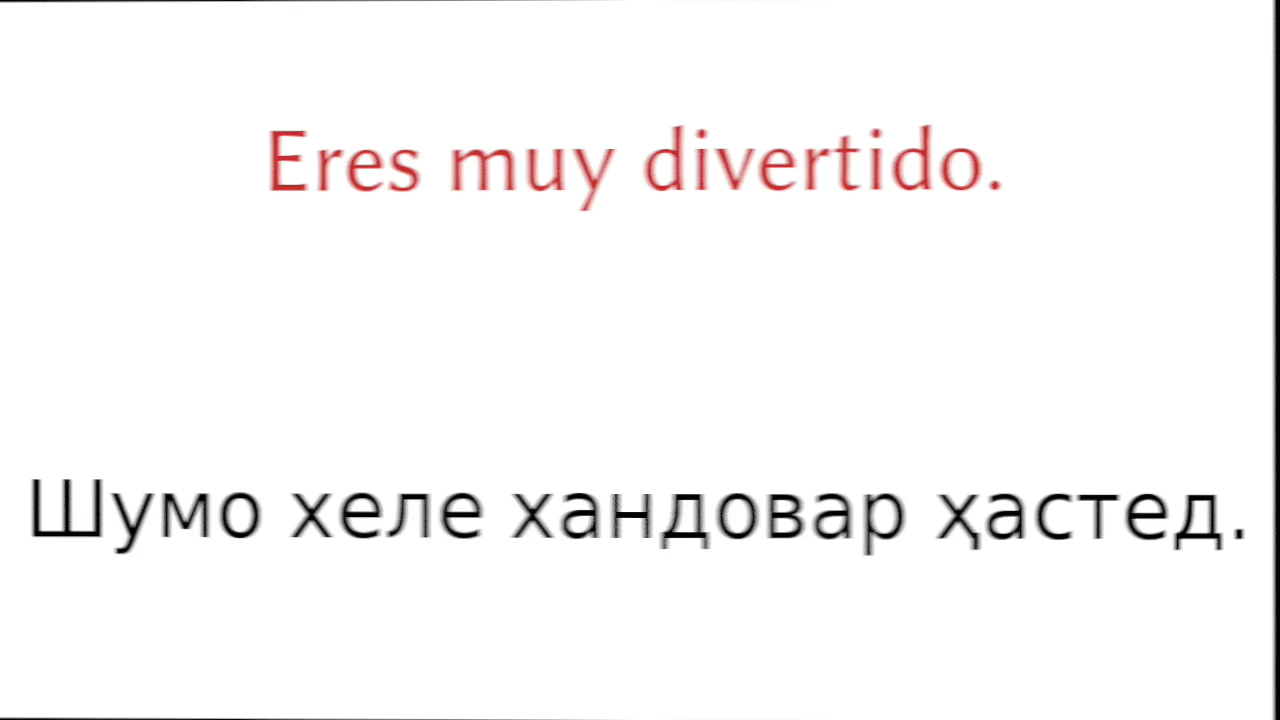 Eres muy divertido.
Шумо хеле хандовар ҳастед.